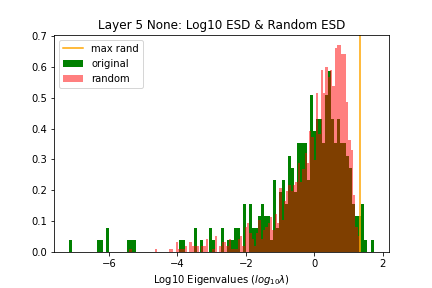 Layer 5 None: Log10 ESD & Random ESD
max rand
original
random
0.7
0.6
0.5
0.4
0.3
0.2
0.1
0.0
−6 −4 −2 0 2
Log10 Eigenvalues (log₁₀λ)